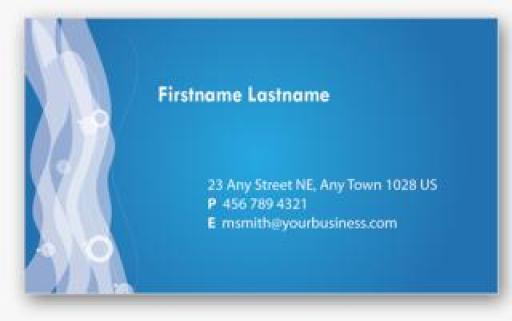 Firstname Lastname
23 Any Street NE, Any Town 1028 US
P 456 789 4321
E msmith@yourbusiness.com